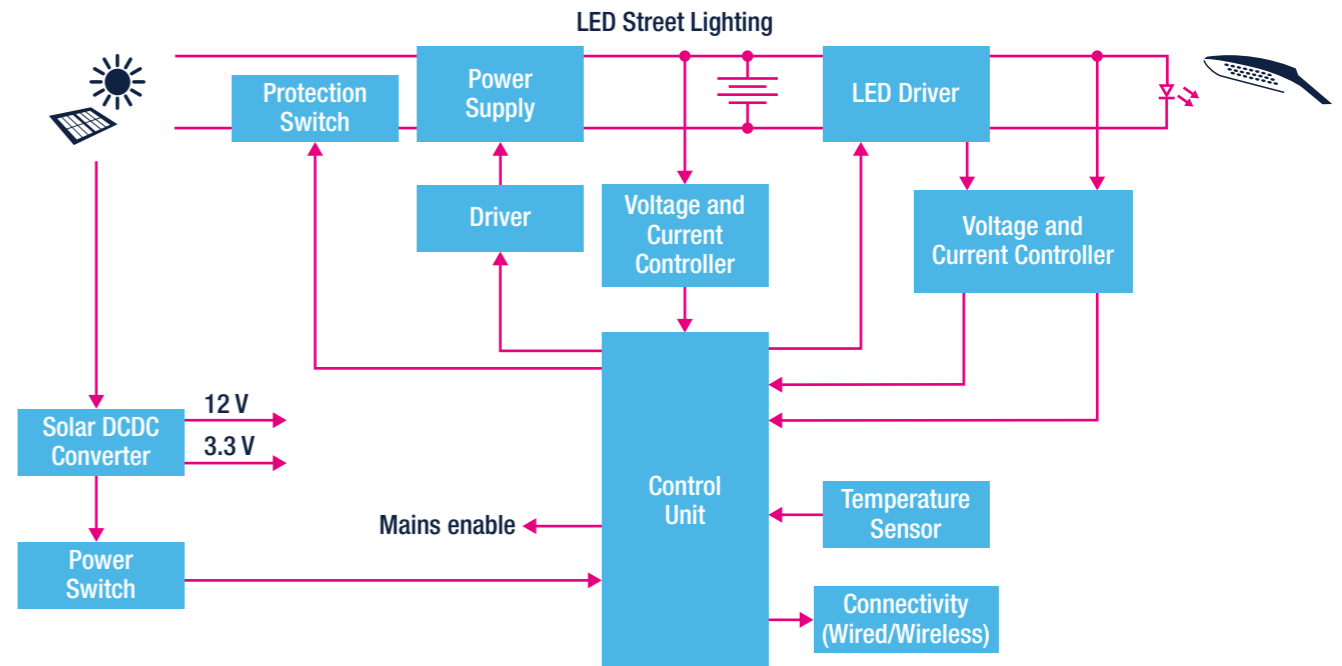 LED Street Lighting
Protection
Switch
Power
Supply
LED Driver
Driver
Voltage and
Current
Controller
Voltage and
Current Controller
12 V
Solar DCDC
Converter
3.3 V
Control
Unit
Temperature
Sensor
Mains enable
Power
Switch
Connectivity
(Wired/Wireless)